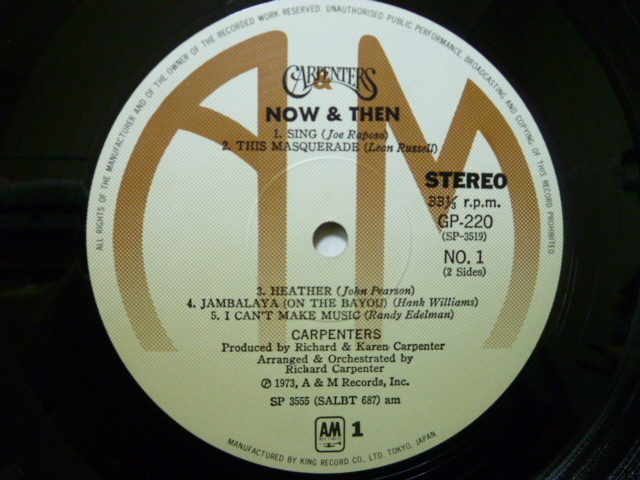 ALL RIGHTS OF THE MANUFACTURER AND OF THE OWNER OF THE RECORDED WORK RESERVED. UNAUTHORISED PUBLIC PERFORMANCE, BROADCASTING AND COPYING OF THIS RECORD PROHIBITED
CARPENTERS
&
NOW & THEN
1. SING (Joe Raposo)
2. THIS MASQUERADE (Leon Russell)
STEREO
33⅓ r.p.m.
GP-220
(SP-3519)
NO. 1
(2 Sides)
3. HEATHER (John Pearson)
4. JAMBALAYA (ON THE BAYOU) (Hank Williams)
5. I CAN'T MAKE MUSIC (Randy Edelman)
CARPENTERS
Produced by Richard & Karen Carpenter
Arranged & Orchestrated by
Richard Carpenter
℗ 1973, A & M Records, Inc.
SP 3555 (SALBT 687) am
AM
RECORDS
1
MANUFACTURED BY KING RECORD CO., LTD. TOKYO, JAPAN